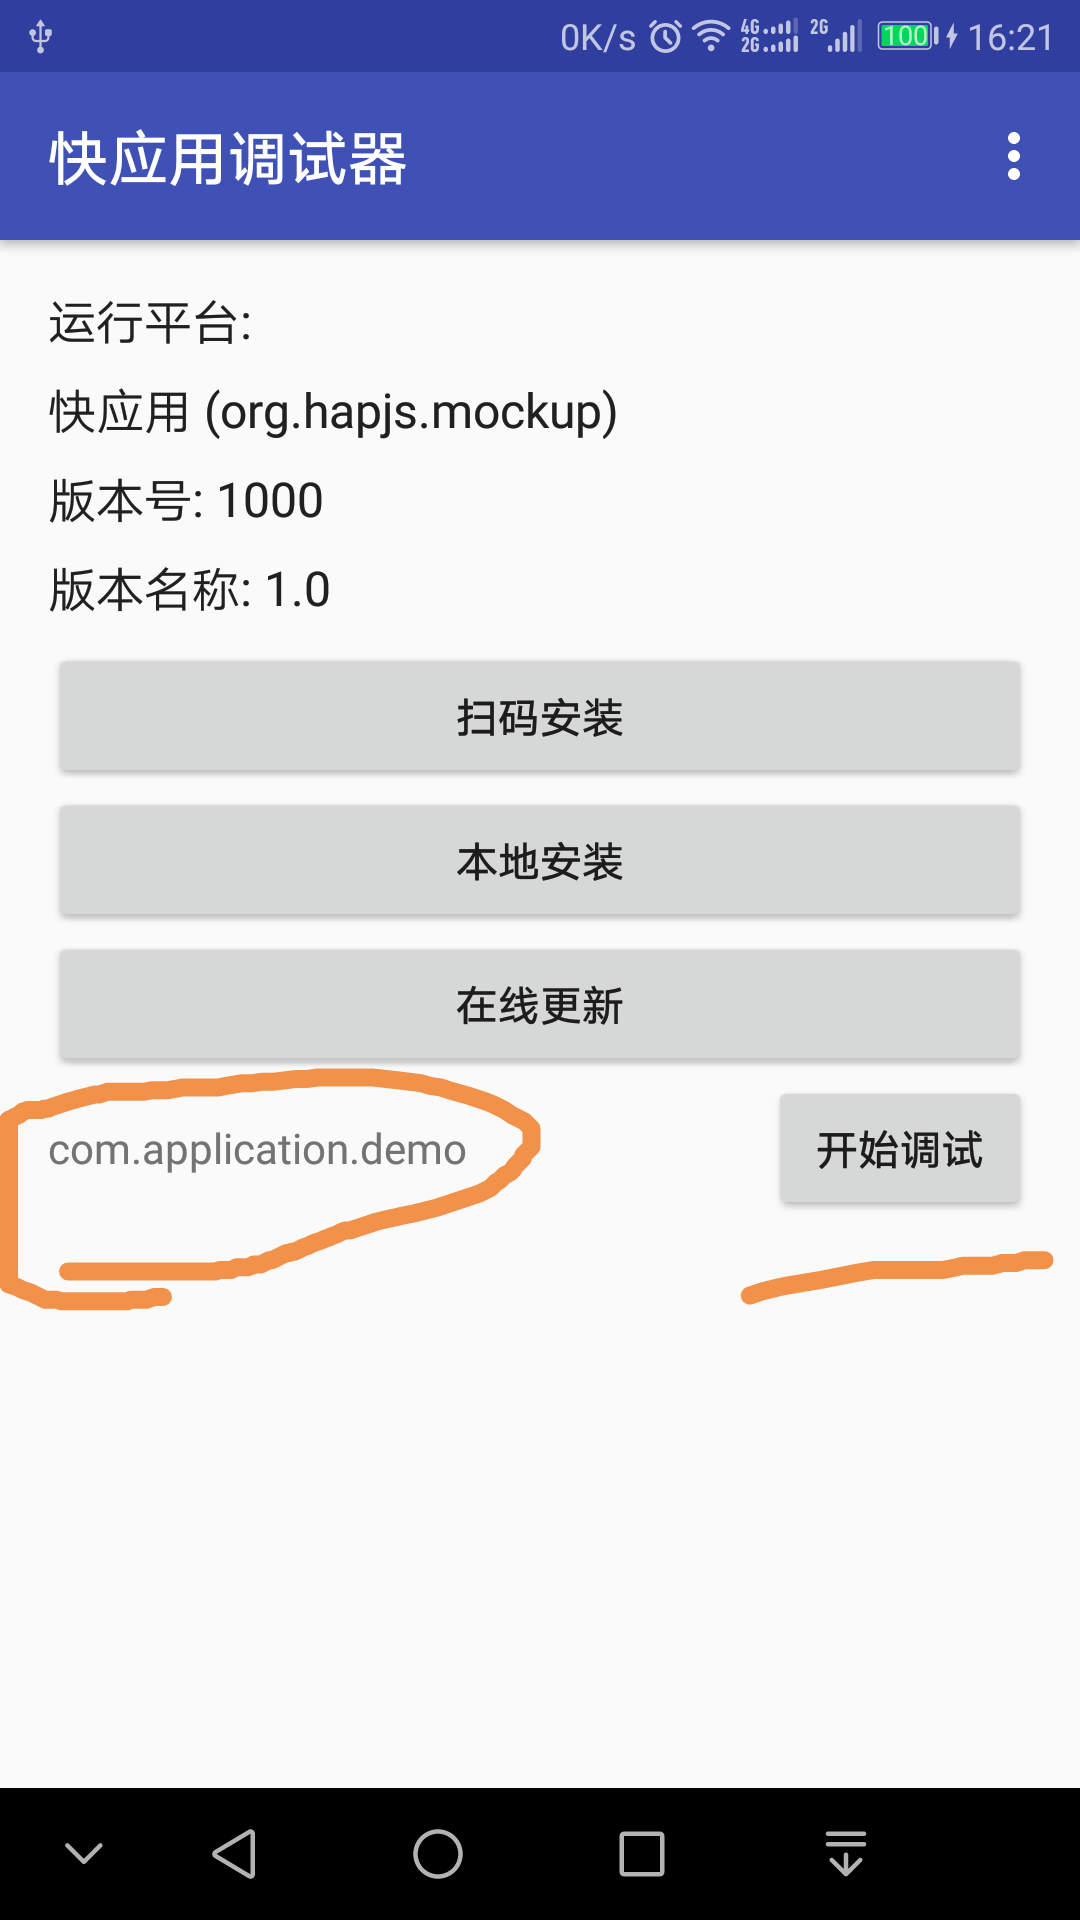 0K/s 4G 2G 2G 100 16:21
快应用调试器
运行平台:
快应用 (org.hapjs.mockup)
版本号: 1000
版本名称: 1.0
扫码安装
本地安装
在线更新
com.application.demo 开始调试